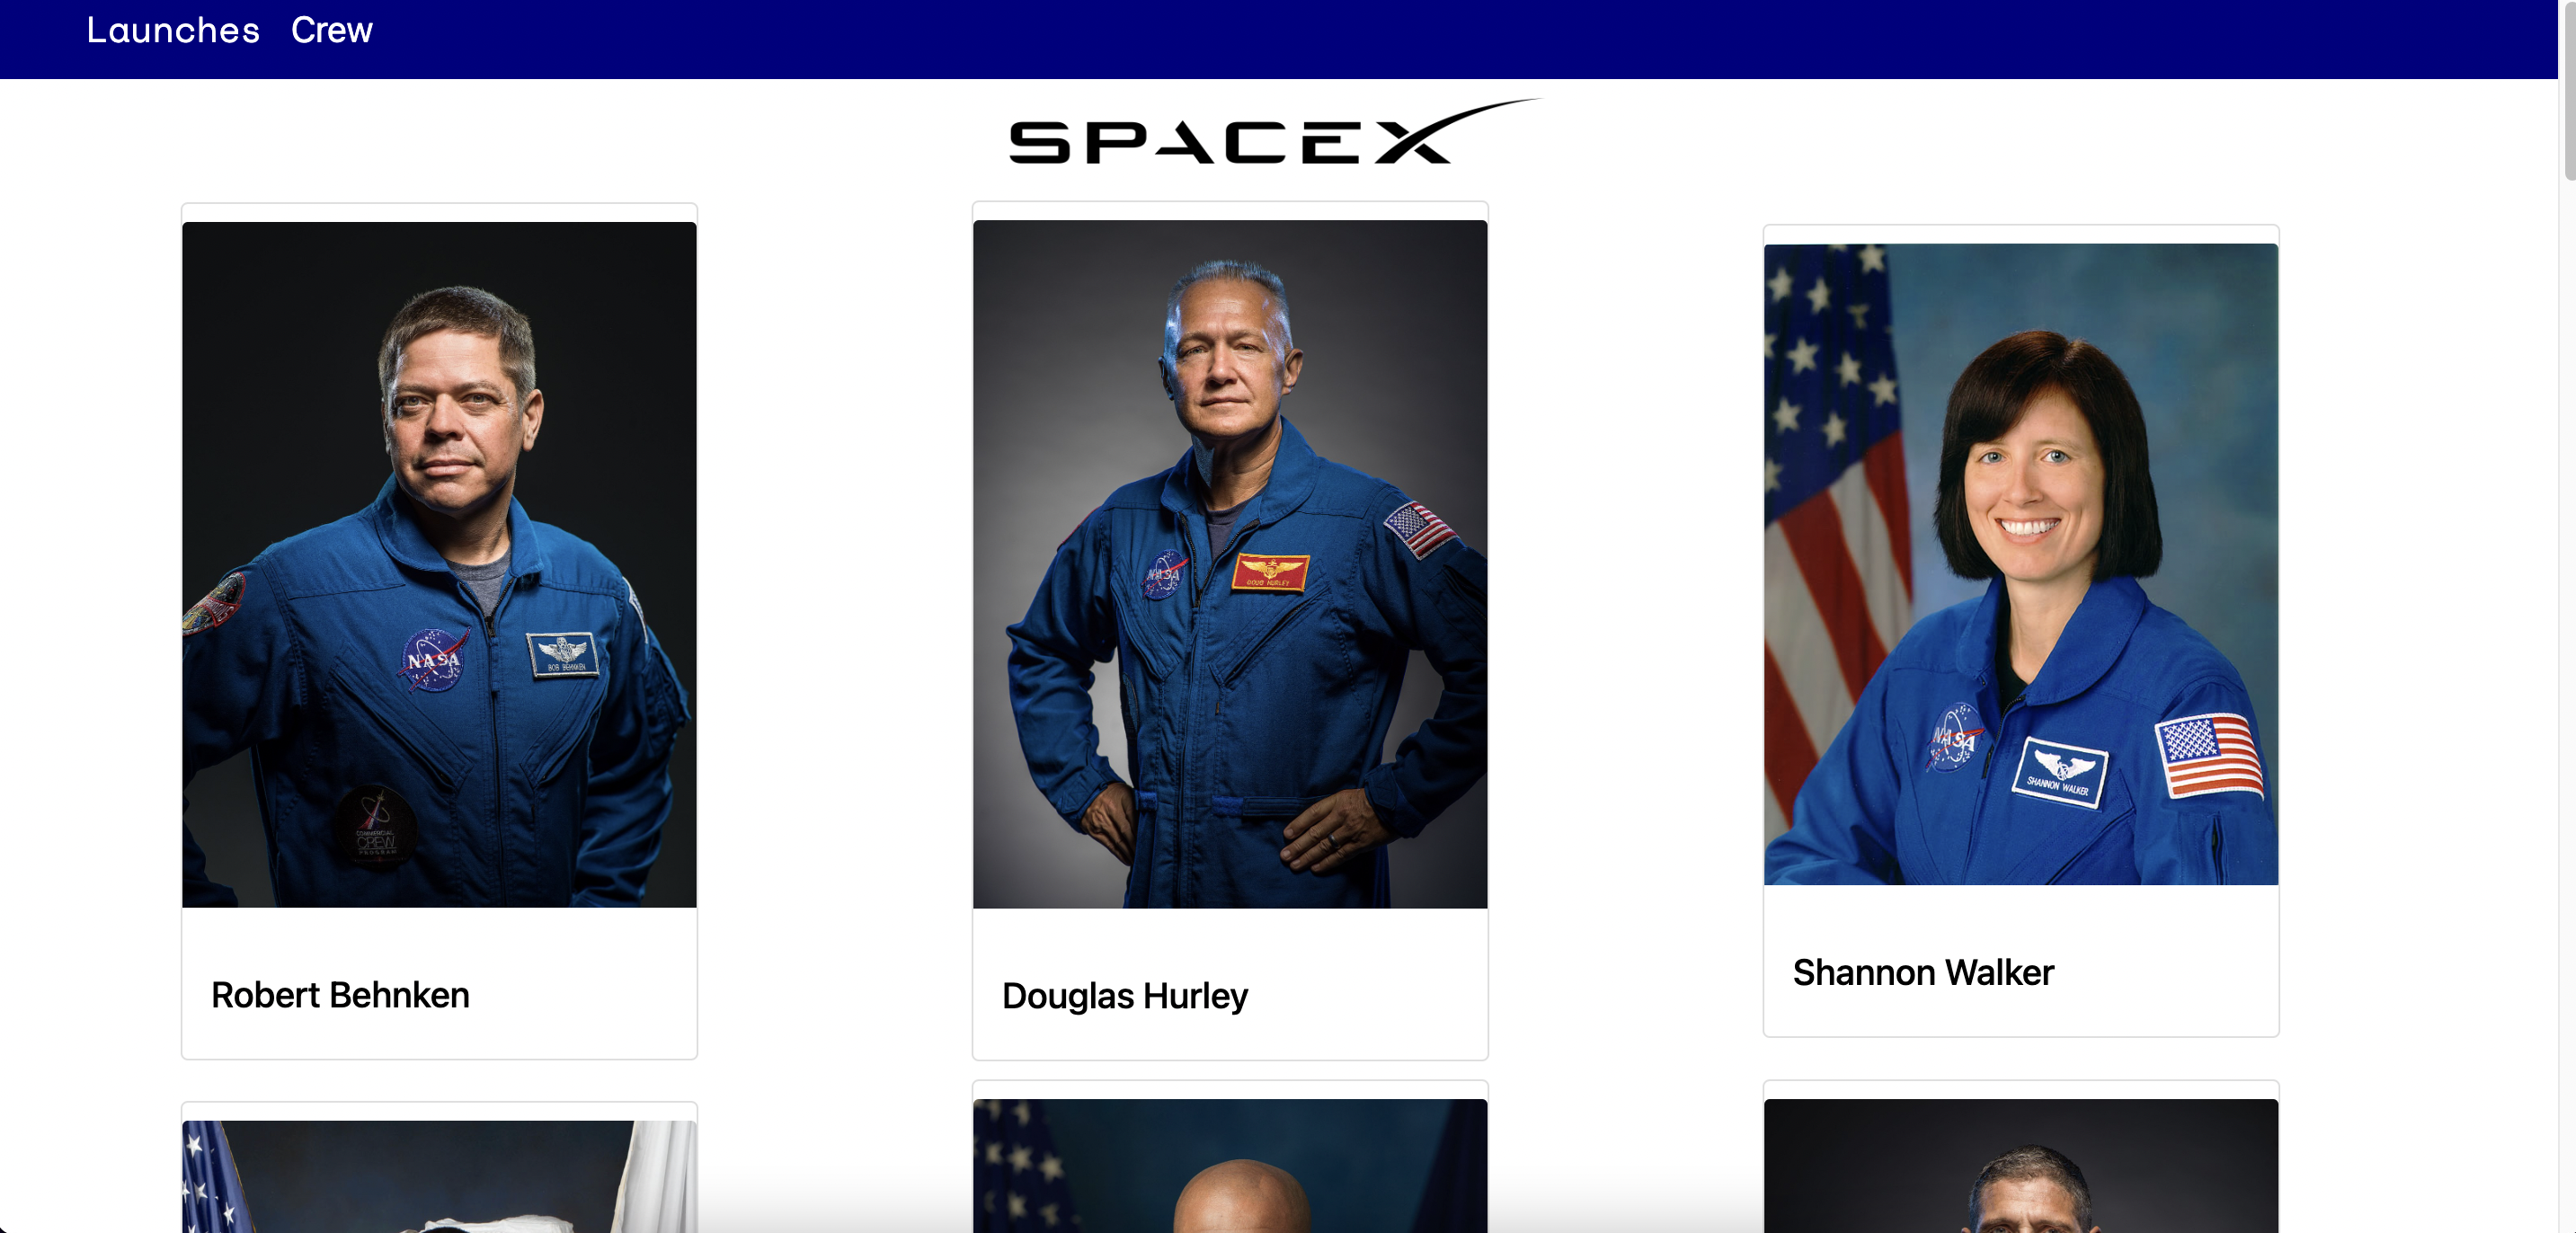 Launches Crew
SPACEX
NASA
BOB BEHNKEN
COMMERCIAL
CREW
PROGRAM
Robert Behnken
NASA
DOUG HURLEY
Douglas Hurley
NASA
SHANNON WALKER
Shannon Walker